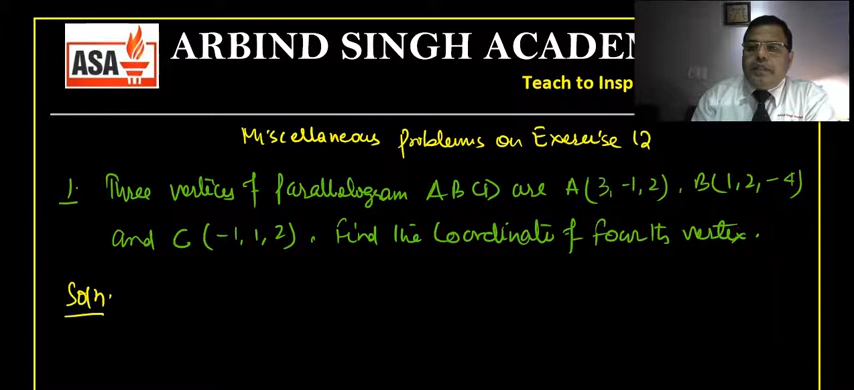 ASA
ARBIND SINGH ACADEM
Teach to Insp
Miscellaneous problems on Exercise 12
1. Three vertices of Parallelogram ABCD are A(3, -1, 2), B(1, 2, -4)
and C(-1, 1, 2). Find the Coordinate of fourth vertex.
Soln.